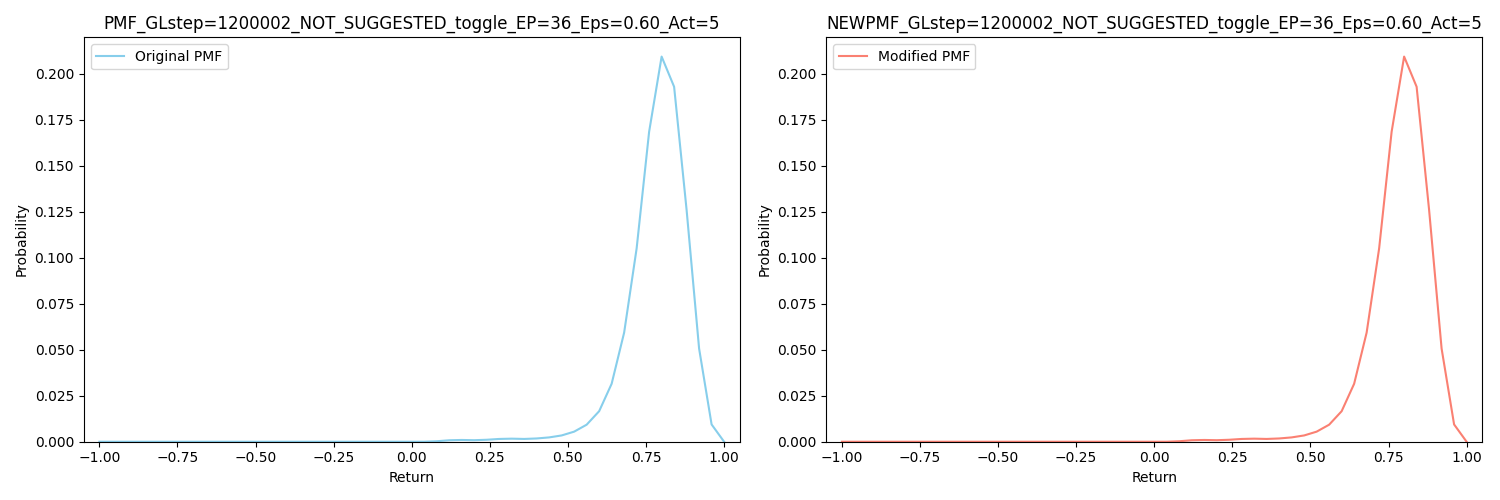 PMF_GLstep=1200002_NOT_SUGGESTED_toggle_EP=36_Eps=0.60_Act=5
Original PMF
0.200
0.175
0.150
0.125
0.100
0.075
0.050
0.025
0.000
Probability
−1.00 −0.75 −0.50 −0.25 0.00 0.25 0.50 0.75 1.00
Return
NEWPMF_GLstep=1200002_NOT_SUGGESTED_toggle_EP=36_Eps=0.60_Act=5
Modified PMF
0.200
0.175
0.150
0.125
0.100
0.075
0.050
0.025
0.000
Probability
−1.00 −0.75 −0.50 −0.25 0.00 0.25 0.50 0.75 1.00
Return